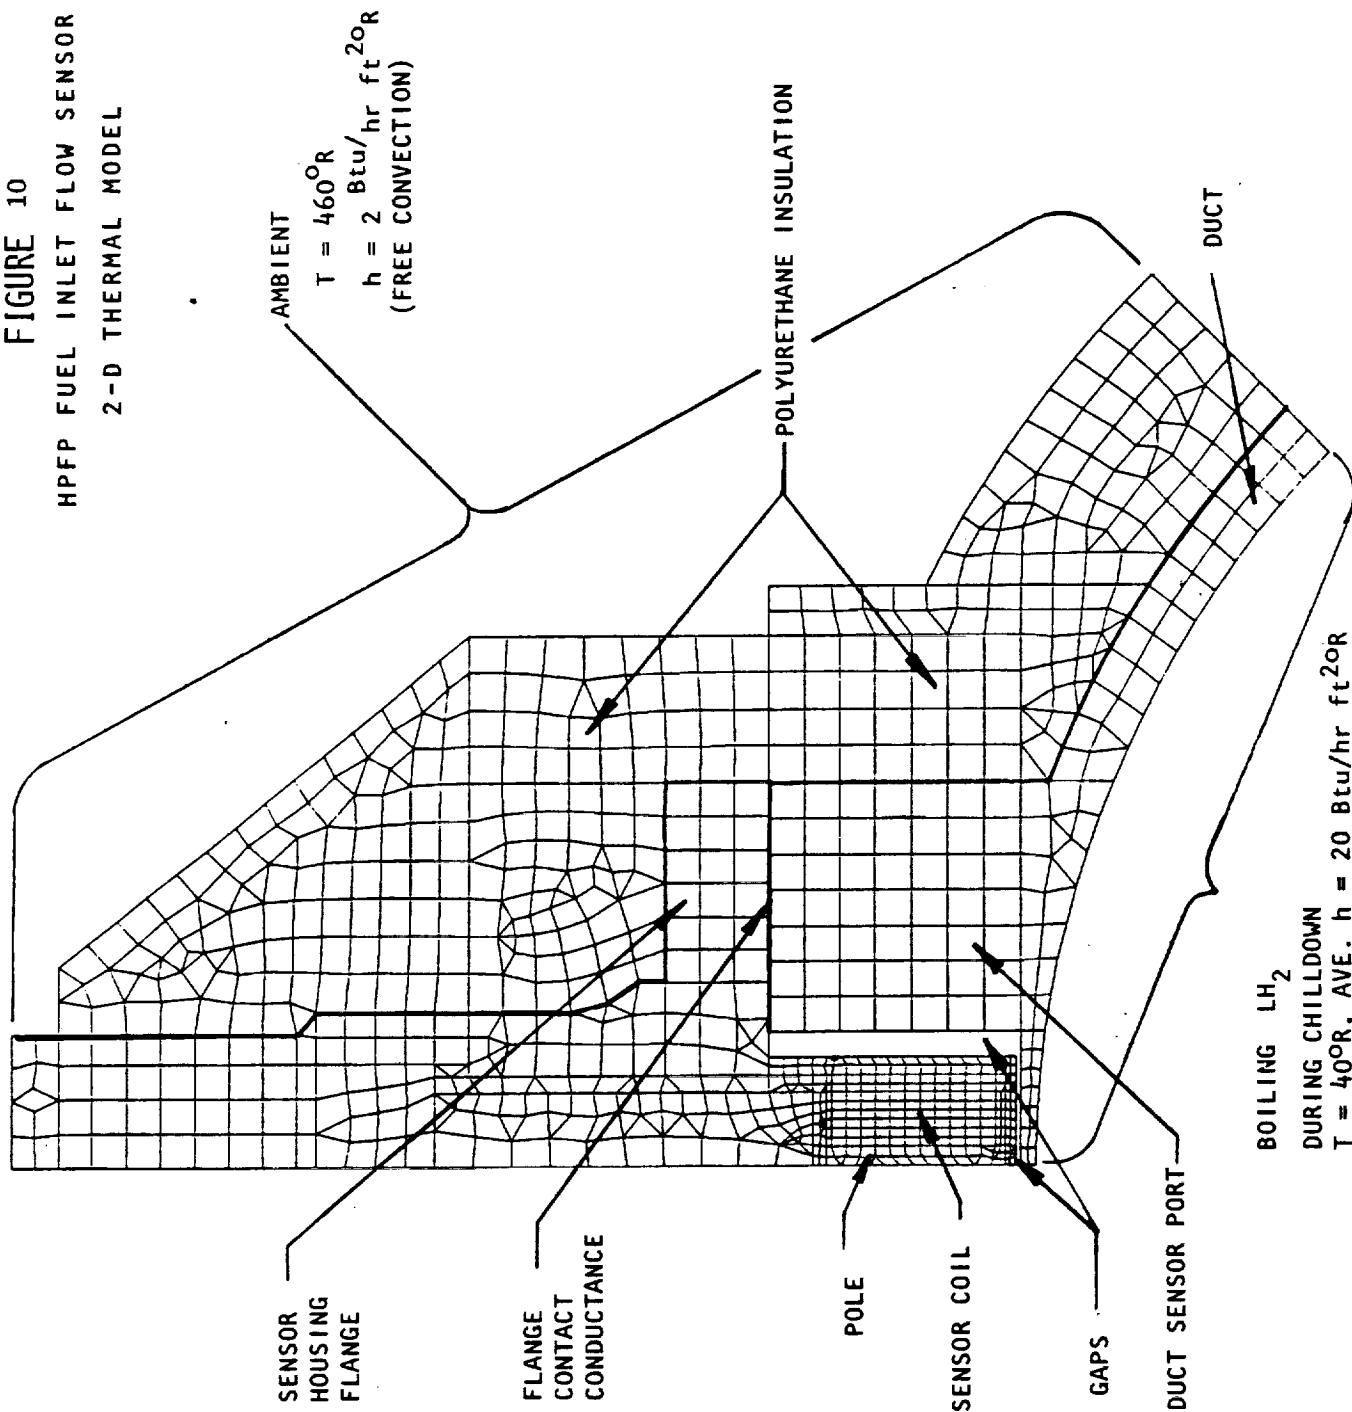 FIGURE 10
HPFP FUEL INLET FLOW SENSOR
2-D THERMAL MODEL
AMBIENT
T = 460°R
h = 2 Btu/hr ft²°R
(FREE CONVECTION)
POLYURETHANE INSULATION
DUCT
SENSOR
HOUSING
FLANGE
FLANGE
CONTACT
CONDUCTANCE
POLE
SENSOR COIL
GAPS
DUCT SENSOR PORT
BOILING LH₂
DURING CHILLDOWN
T = 40°R, AVE. h = 20 Btu/hr ft²°R